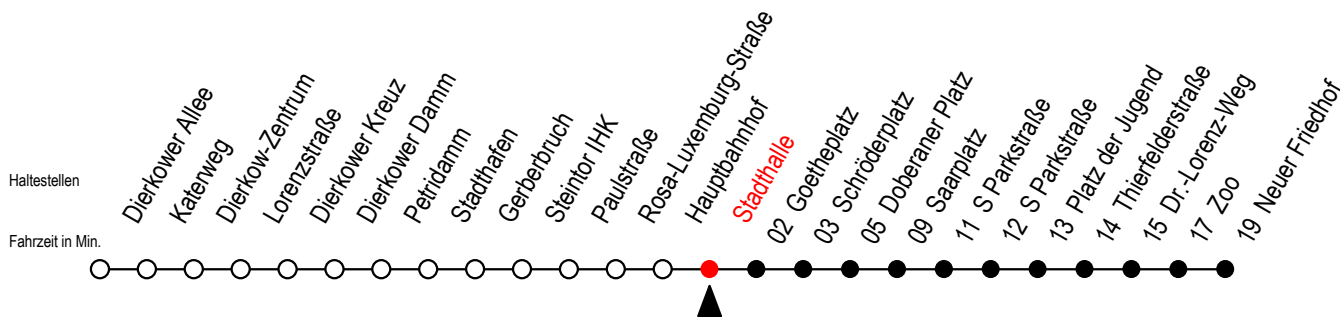 Haltestellen
Fahrzeit in Min.
Dierkower Allee
Katerweg
Dierkow-Zentrum
Lorenzstraße
Dierkower Kreuz
Dierkower Damm
Petridamm
Stadthafen
Gerberbruch
Steintor IHK
Paulstraße
Rosa-Luxemburg-Straße
Hauptbahnhof
Stadthalle
02 Goetheplatz
03 Schröderplatz
05 Doberaner Platz
09 Saarplatz
11 S Parkstraße
12 S Parkstraße
13 Platz der Jugend
14 Thierfelderstraße
15 Dr.-Lorenz-Weg
17 Zoo
19 Neuer Friedhof